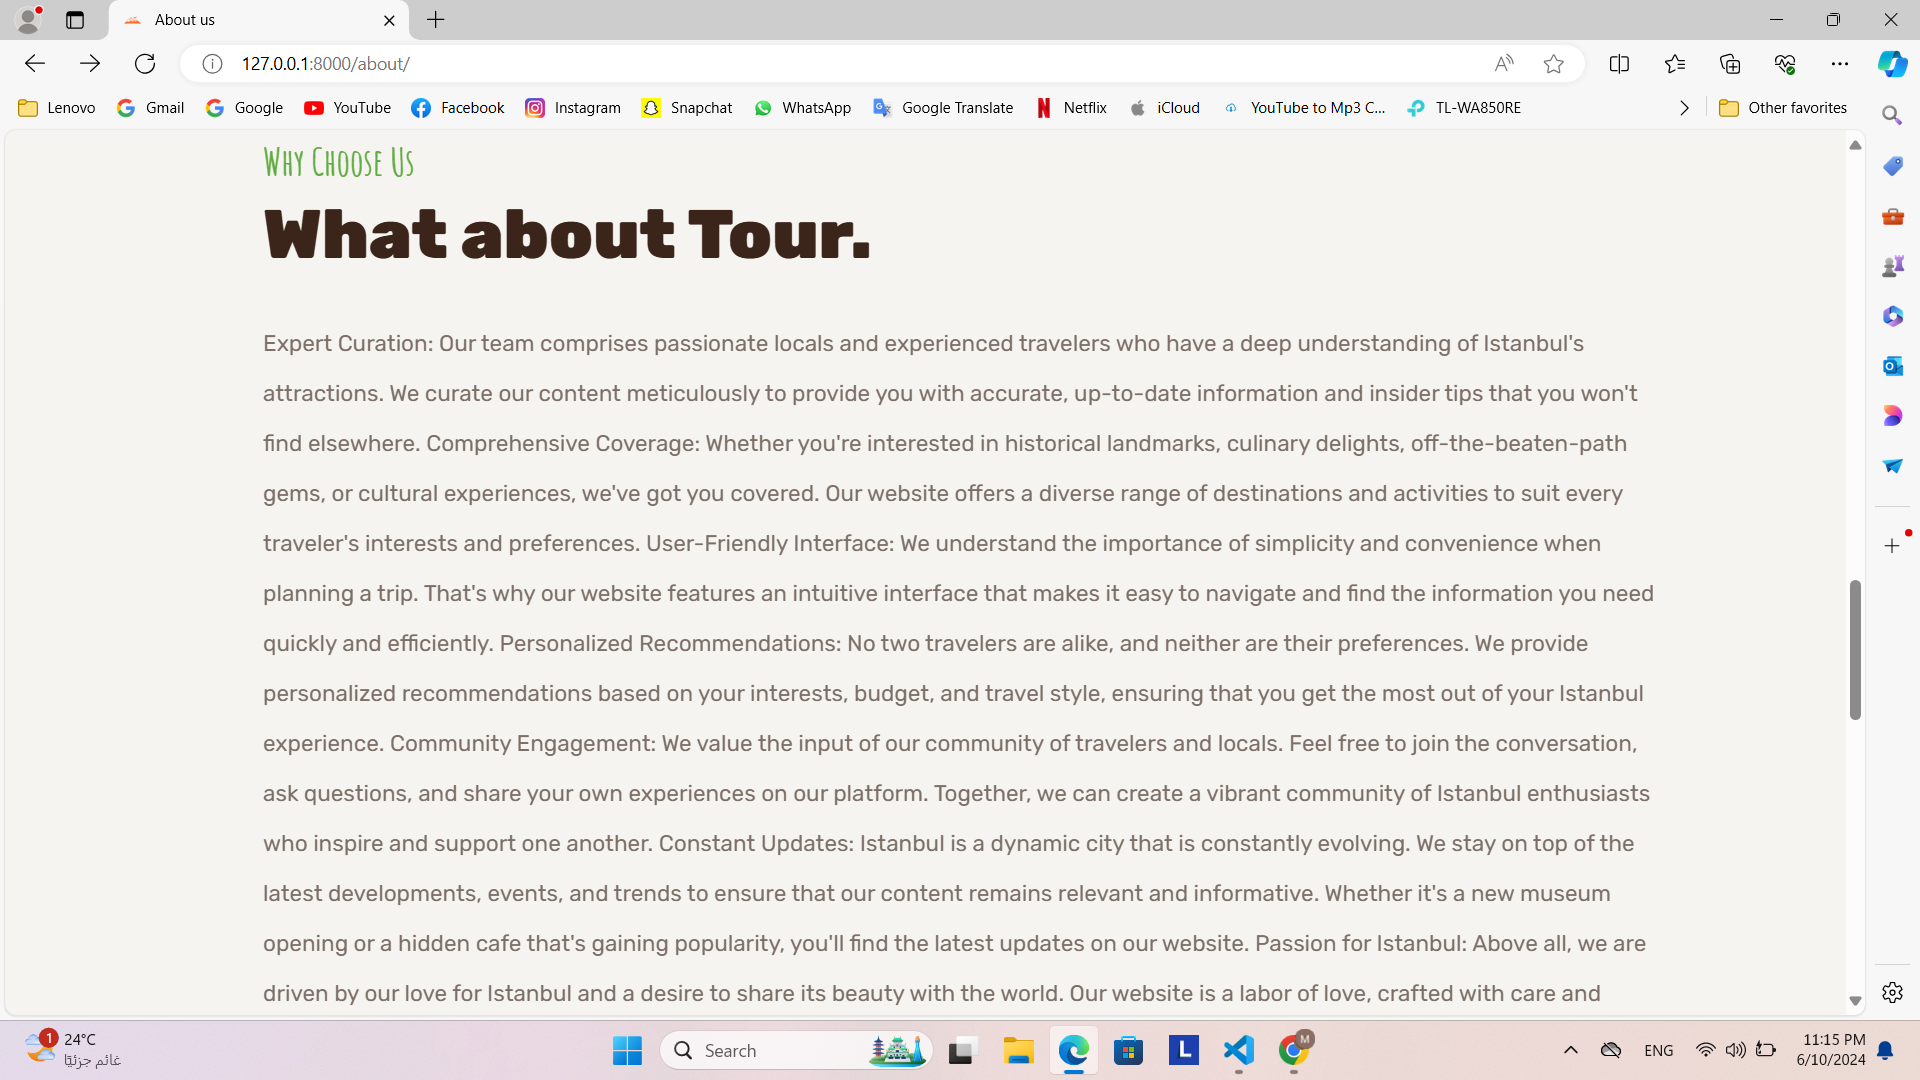 About us
127.0.0.1:8000/about/
Lenovo
Gmail
Google
YouTube
Facebook
Instagram
Snapchat
WhatsApp
Google Translate
Netflix
iCloud
YouTube to Mp3 C...
TL-WA850RE
Other favorites
Why Choose Us
What about Tour.
Expert Curation: Our team comprises passionate locals and experienced travelers who have a deep understanding of Istanbul's
attractions. We curate our content meticulously to provide you with accurate, up-to-date information and insider tips that you won't
find elsewhere. Comprehensive Coverage: Whether you're interested in historical landmarks, culinary delights, off-the-beaten-path
gems, or cultural experiences, we've got you covered. Our website offers a diverse range of destinations and activities to suit every
traveler's interests and preferences. User-Friendly Interface: We understand the importance of simplicity and convenience when
planning a trip. That's why our website features an intuitive interface that makes it easy to navigate and find the information you need
quickly and efficiently. Personalized Recommendations: No two travelers are alike, and neither are their preferences. We provide
personalized recommendations based on your interests, budget, and travel style, ensuring that you get the most out of your Istanbul
experience. Community Engagement: We value the input of our community of travelers and locals. Feel free to join the conversation,
ask questions, and share your own experiences on our platform. Together, we can create a vibrant community of Istanbul enthusiasts
who inspire and support one another. Constant Updates: Istanbul is a dynamic city that is constantly evolving. We stay on top of the
latest developments, events, and trends to ensure that our content remains relevant and informative. Whether it's a new museum
opening or a hidden cafe that's gaining popularity, you'll find the latest updates on our website. Passion for Istanbul: Above all, we are
driven by our love for Istanbul and a desire to share its beauty with the world. Our website is a labor of love, crafted with care and
1
24°C
غائم جزئيًا
Search
L
M
ENG
11:15 PM
6/10/2024